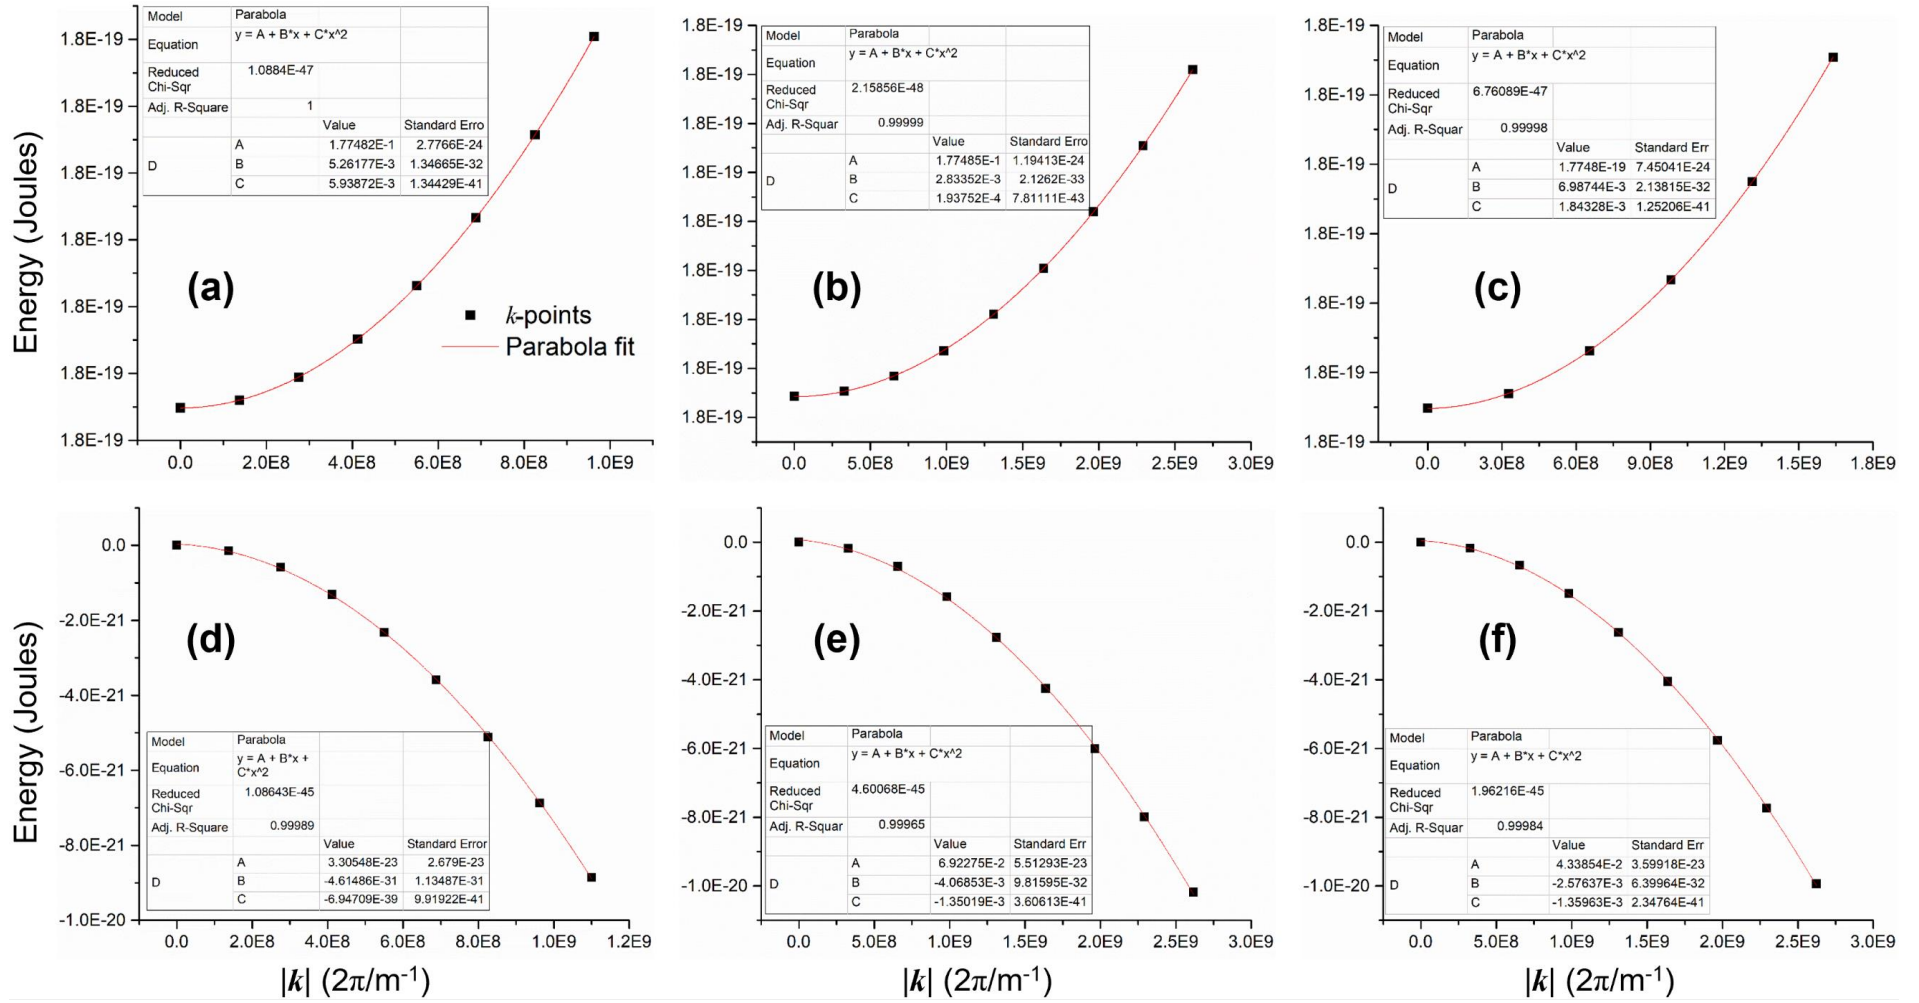 Model Parabola
Equation y = A + B*x + C*x^2
Reduced Chi-Sqr 1.0884E-47
Adj. R-Square 1
Value Standard Erro
D
A 1.77482E-1 2.7766E-24
B 5.26177E-3 1.34665E-32
C 5.93872E-3 1.34429E-41
1.8E-19
1.8E-19
1.8E-19
1.8E-19
1.8E-19
1.8E-19
1.8E-19
Energy (Joules)
(a)
k-points
Parabola fit
0.0 2.0E8 4.0E8 6.0E8 8.0E8 1.0E9
Model Parabola
Equation y = A + B*x + C*x^2
Reduced Chi-Sqr 2.15856E-48
Adj. R-Squar 0.99999
Value Standard Erro
D
A 1.77485E-1 1.19413E-24
B 2.83352E-3 2.1262E-33
C 1.93752E-4 7.81111E-43
1.8E-19
1.8E-19
1.8E-19
1.8E-19
1.8E-19
1.8E-19
1.8E-19
1.8E-19
1.8E-19
(b)
0.0 5.0E8 1.0E9 1.5E9 2.0E9 2.5E9 3.0E9
Model Parabola
Equation y = A + B*x + C*x^2
Reduced Chi-Sqr 6.76089E-47
Adj. R-Squar 0.99998
Value Standard Err
D
A 1.7748E-19 7.45041E-24
B 6.98744E-3 2.13815E-32
C 1.84328E-3 1.25206E-41
1.8E-19
1.8E-19
1.8E-19
1.8E-19
1.8E-19
1.8E-19
1.8E-19
(c)
0.0 3.0E8 6.0E8 9.0E8 1.2E9 1.5E9 1.8E9
0.0
-2.0E-21
-4.0E-21
-6.0E-21
-8.0E-21
-1.0E-20
Energy (Joules)
(d)
Model Parabola
Equation y = A + B*x +
C*x^2
Reduced Chi-Sqr 1.08643E-45
Adj. R-Square 0.99989
Value Standard Error
D
A 3.30548E-23 2.679E-23
B -4.61486E-31 1.13487E-31
C -6.94709E-39 9.91922E-41
0.0 2.0E8 4.0E8 6.0E8 8.0E8 1.0E9 1.2E9
|k| (2π/m-1)
0.0
-2.0E-21
-4.0E-21
-6.0E-21
-8.0E-21
-1.0E-20
(e)
Model Parabola
Equation y = A + B*x + C*x^2
Reduced Chi-Sqr 4.60068E-45
Adj. R-Squar 0.99965
Value Standard Err
D
A 6.92275E-2 5.51293E-23
B -4.06853E-3 9.81595E-32
C -1.35019E-3 3.60613E-41
0.0 5.0E8 1.0E9 1.5E9 2.0E9 2.5E9 3.0E9
|k| (2π/m-1)
0.0
-2.0E-21
-4.0E-21
-6.0E-21
-8.0E-21
-1.0E-20
(f)
Model Parabola
Equation y = A + B*x + C*x^2
Reduced Chi-Sqr 1.96216E-45
Adj. R-Squar 0.99984
Value Standard Err
D
A 4.33854E-2 3.59918E-23
B -2.57637E-3 6.39964E-32
C -1.35963E-3 2.34764E-41
0.0 5.0E8 1.0E9 1.5E9 2.0E9 2.5E9 3.0E9
|k| (2π/m-1)